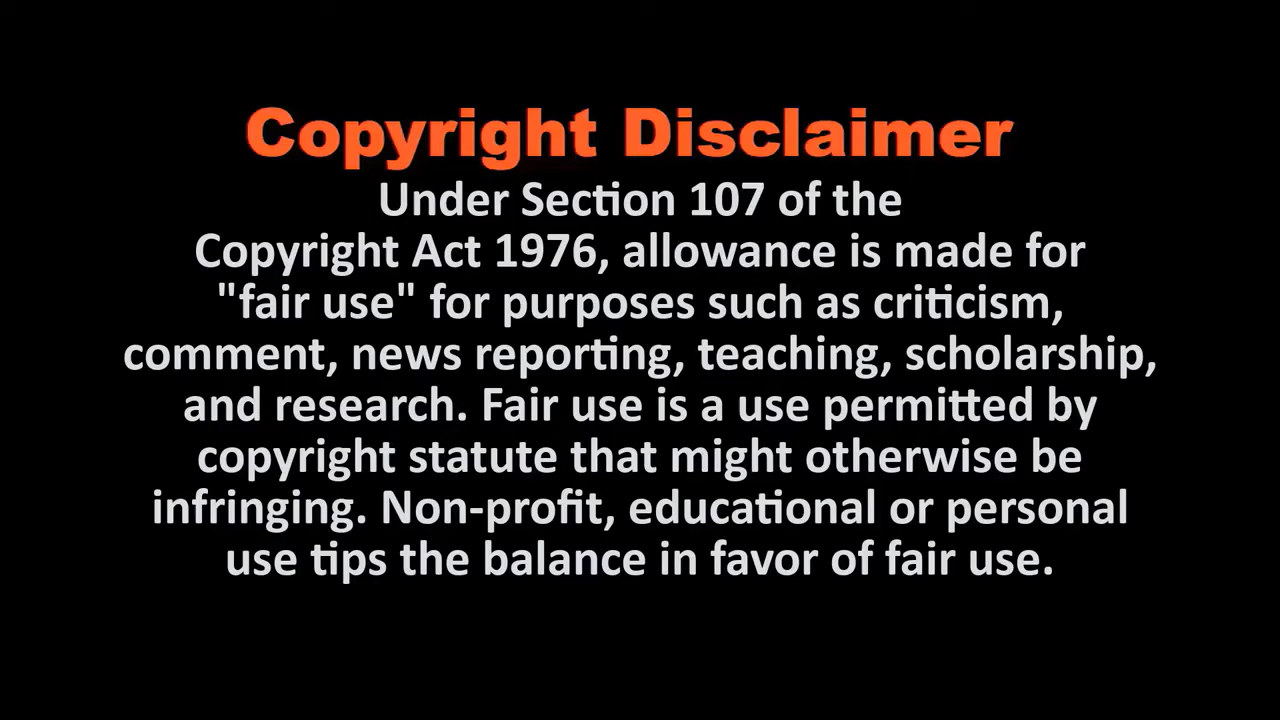 Copyright Disclaimer
Under Section 107 of the
Copyright Act 1976, allowance is made for
"fair use" for purposes such as criticism,
comment, news reporting, teaching, scholarship,
and research. Fair use is a use permitted by
copyright statute that might otherwise be
infringing. Non-profit, educational or personal
use tips the balance in favor of fair use.